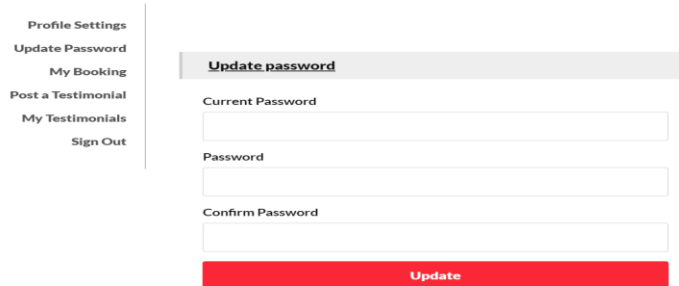 Profile Settings
Update Password
My Booking
Post a Testimonial
My Testimonials
Sign Out
Update password
Current Password
Password
Confirm Password
Update